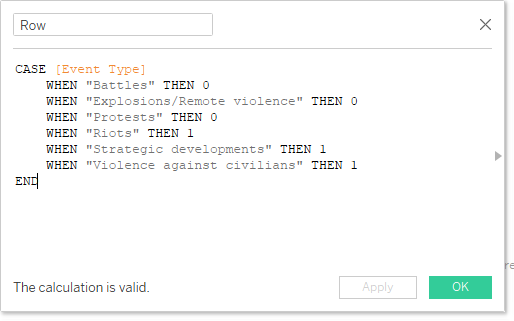 Row
CASE [Event Type]
    WHEN "Battles" THEN 0
    WHEN "Explosions/Remote violence" THEN 0
    WHEN "Protests" THEN 0
    WHEN "Riots" THEN 1
    WHEN "Strategic developments" THEN 1
    WHEN "Violence against civilians" THEN 1
END
The calculation is valid.
Apply
OK